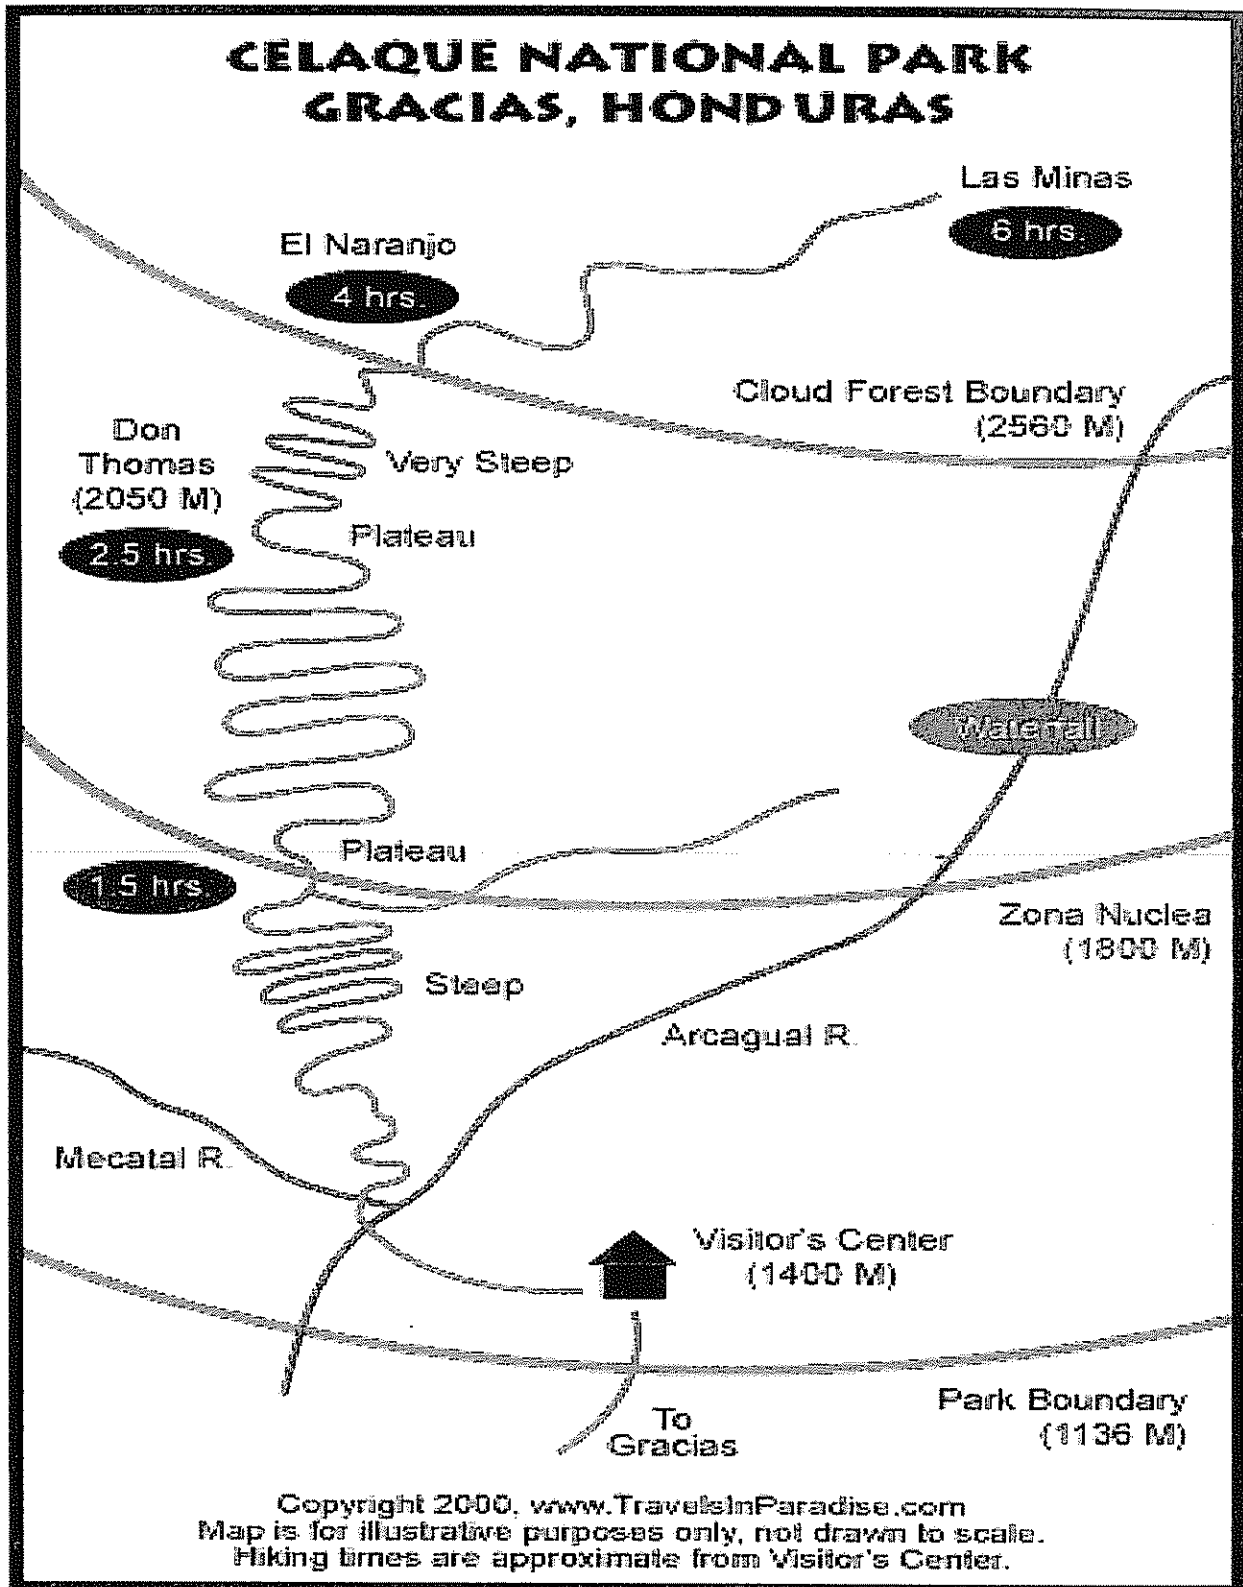 CELAQUE NATIONAL PARK
GRACIAS, HONDURAS
Las Minas
6 hrs.
El Naranjo
4 hrs.
Cloud Forest Boundary
(2560 M)
Don
Thomas
(2050 M)
2.5 hrs.
Very Steep
Plateau
Waterfall
Plateau
1.5 hrs.
Zona Nuclea
(1800 M)
Steep
Arcagual R.
Mecatal R.
Visitor's Center
(1400 M)
Park Boundary
(1136 M)
To
Gracias
Copyright 2000, www.TravelsInParadise.com
Map is for illustrative purposes only, not drawn to scale.
Hiking times are approximate from Visitor's Center.